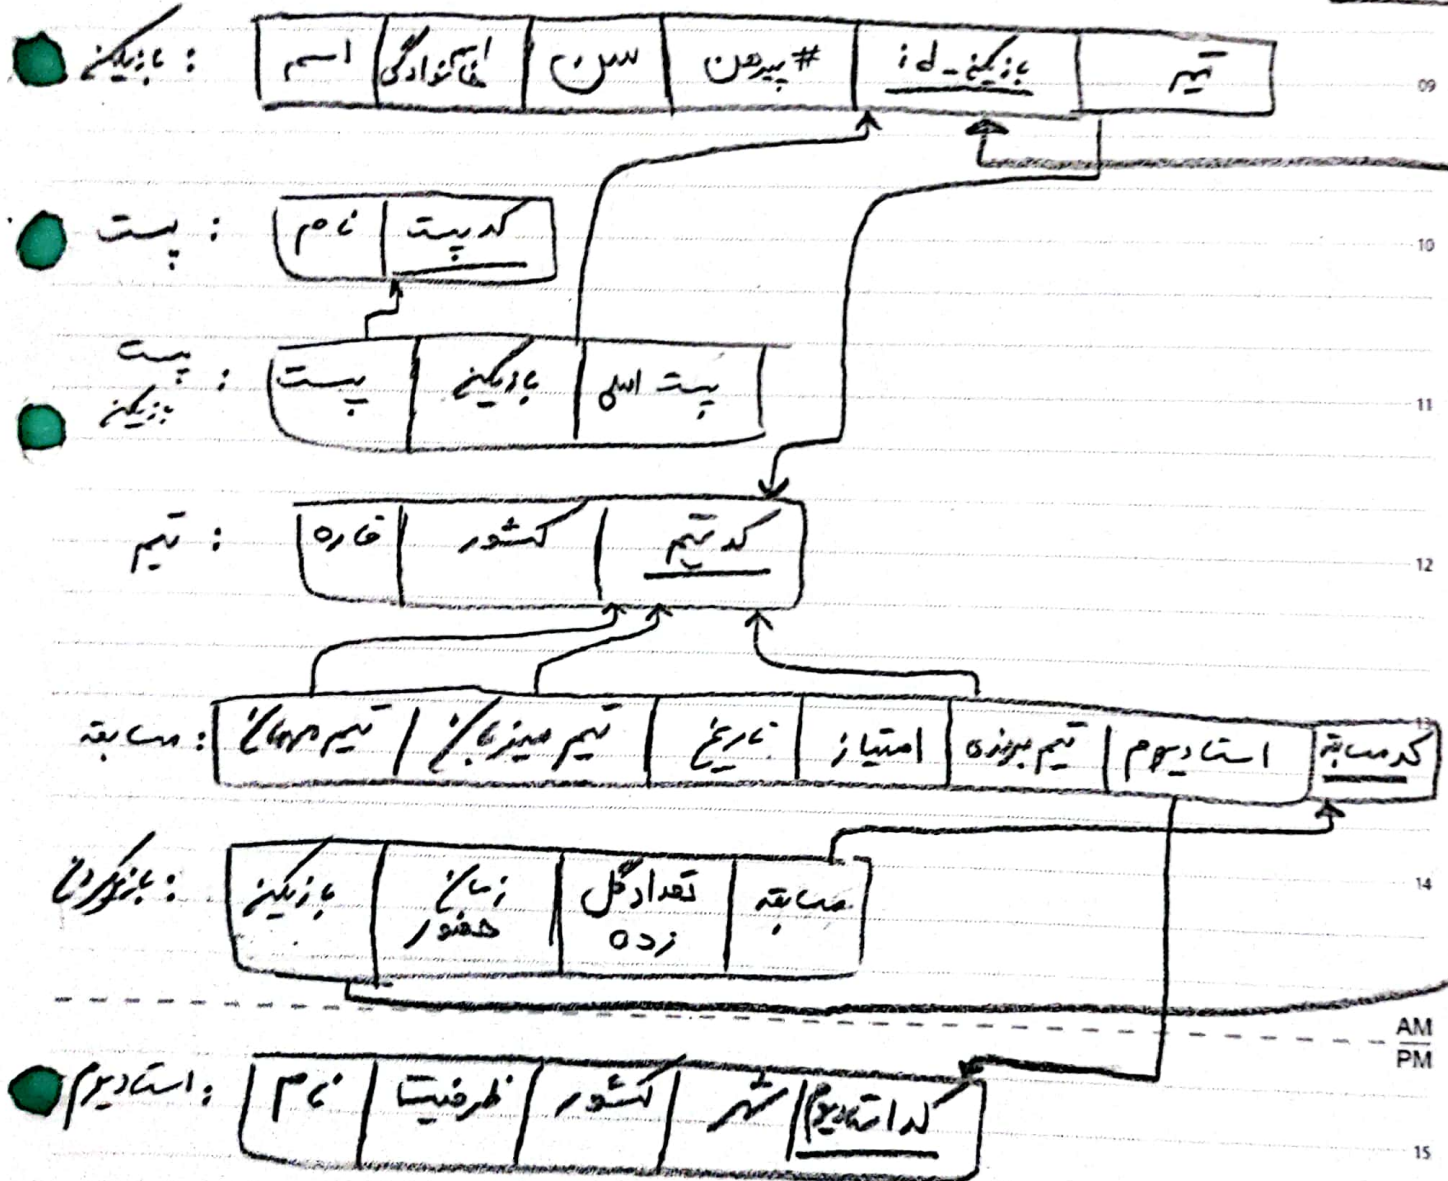 بازیکن : اسم | اسم خانوادگی | سن | #پیرهن | بازیکن_id | تیم
09
پست : نام | کد پست
10
پست بازیکن : پست | بازیکن | پست اصلی
11
تیم : قاره | کشور | کد تیم
12
مسابقه : تیم مهمان | تیم میزبان | تاریخ | امتیاز | تیم برنده | استادیوم | کد مسابقه
13
بازیکردن : بازیکن | زمان حضور | تعداد گل زده | مسابقه
14
AM
PM
استادیوم : نام | ظرفیت | کشور | شهر | کد استادیوم
15